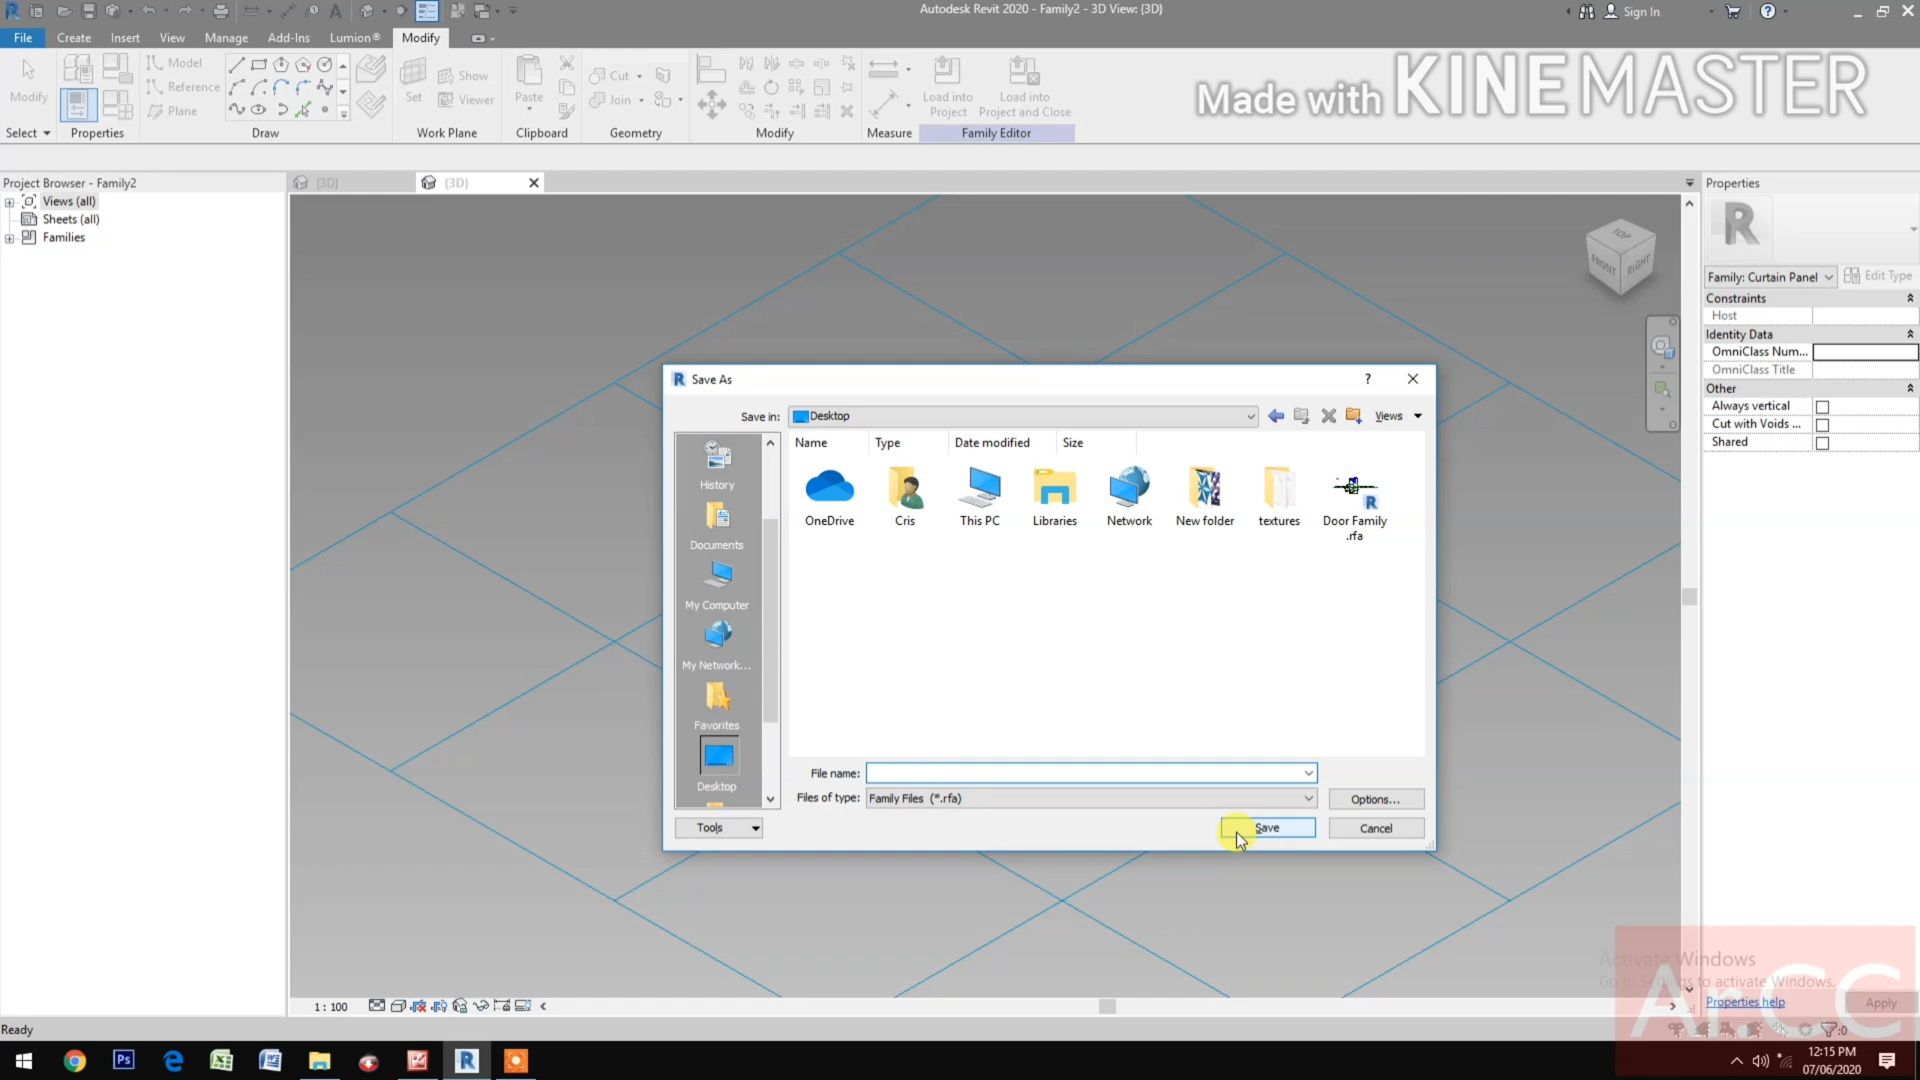 Autodesk Revit 2020 - Family2 - 3D View: {3D}
Sign In
File Create Insert View Manage Add-Ins Lumion® Modify
Modify
Select
Properties
Model
Reference
Plane
Draw
Set
Show
Viewer
Work Plane
Paste
Clipboard
Cut
Join
Geometry
Modify
Measure
Load into
Project
Load into
Project and Close
Family Editor
Made with KINEMASTER
Project Browser - Family2
Views (all)
Sheets (all)
Families
{3D}
{3D}
TOP
FRONT
RIGHT
Properties
Family: Curtain Panel
Edit Type
Constraints
Host
Identity Data
OmniClass Num...
OmniClass Title
Other
Always vertical
Cut with Voids ...
Shared
Save As
Save in:
Desktop
Views
Name Type Date modified Size
History
Documents
My Computer
My Network...
Favorites
Desktop
OneDrive
Cris
This PC
Libraries
Network
New folder
textures
Door Family
.rfa
File name:
Files of type:
Family Files (*.rfa)
Options...
Tools
Save
Cancel
1 : 100
Activate Windows
Go to Settings to activate Windows.
Properties help
Apply
ArCC
Ready
:0
12:15 PM
07/06/2020